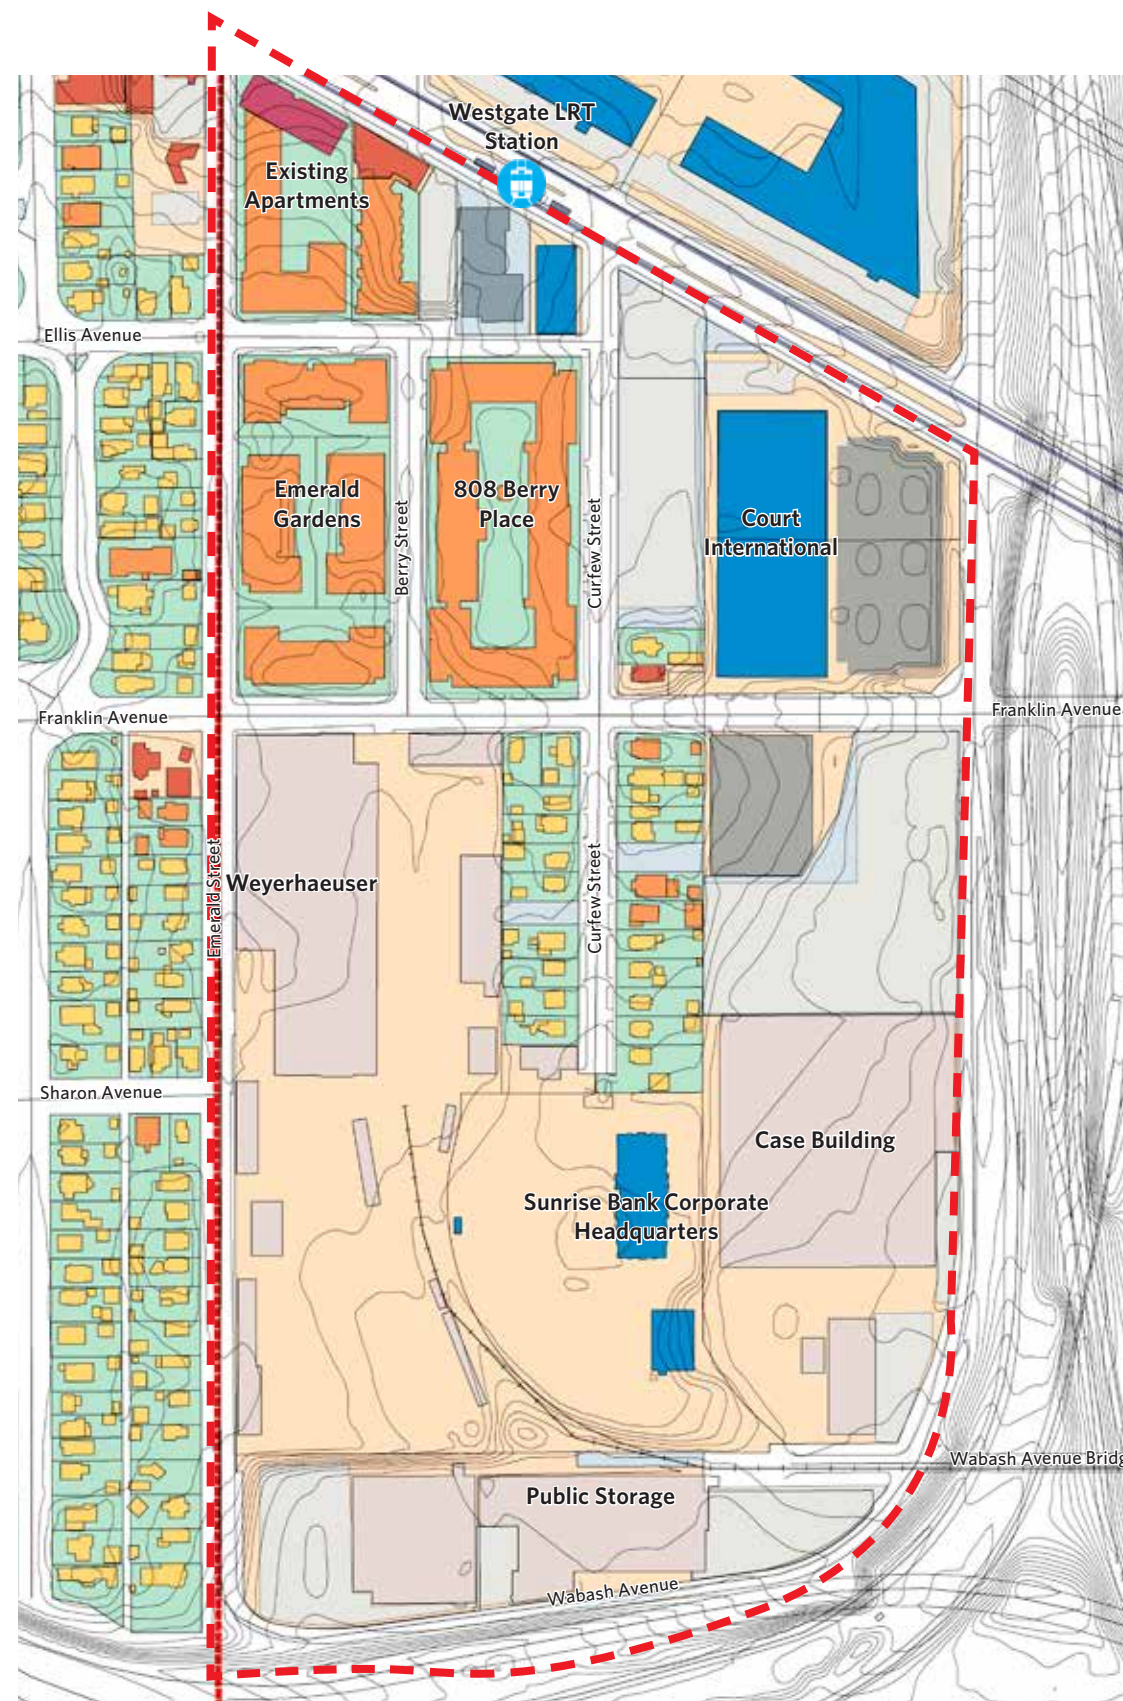 Westgate LRT
Station
Existing
Apartments
Ellis Avenue
Emerald
Gardens
808 Berry
Place
Berry Street
Curfew Street
Court
International
Franklin Avenue
Franklin Avenue
Emerald Street
Weyerhaeuser
Curfew Street
Sharon Avenue
Case Building
Sunrise Bank Corporate
Headquarters
Wabash Avenue Bridg
Public Storage
Wabash Avenue